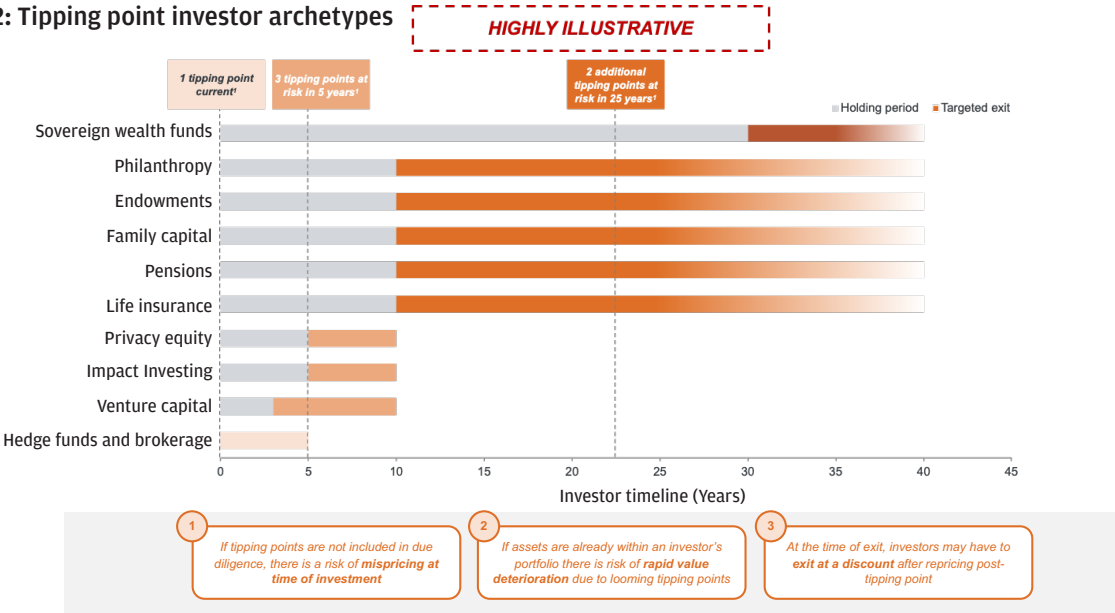 2: Tipping point investor archetypes
HIGHLY ILLUSTRATIVE
1 tipping point
current¹
3 tipping points at
risk in 5 years¹
2 additional
tipping points at
risk in 25 years¹
Holding period
Targeted exit
Sovereign wealth funds
Philanthropy
Endowments
Family capital
Pensions
Life insurance
Privacy equity
Impact Investing
Venture capital
Hedge funds and brokerage
0 5 10 15 20 25 30 35 40 45
Investor timeline (Years)
1
If tipping points are not included in due
diligence, there is a risk of mispricing at
time of investment
2
If assets are already within an investor's
portfolio there is risk of rapid value
deterioration due to looming tipping points
3
At the time of exit, investors may have to
exit at a discount after repricing post-
tipping point